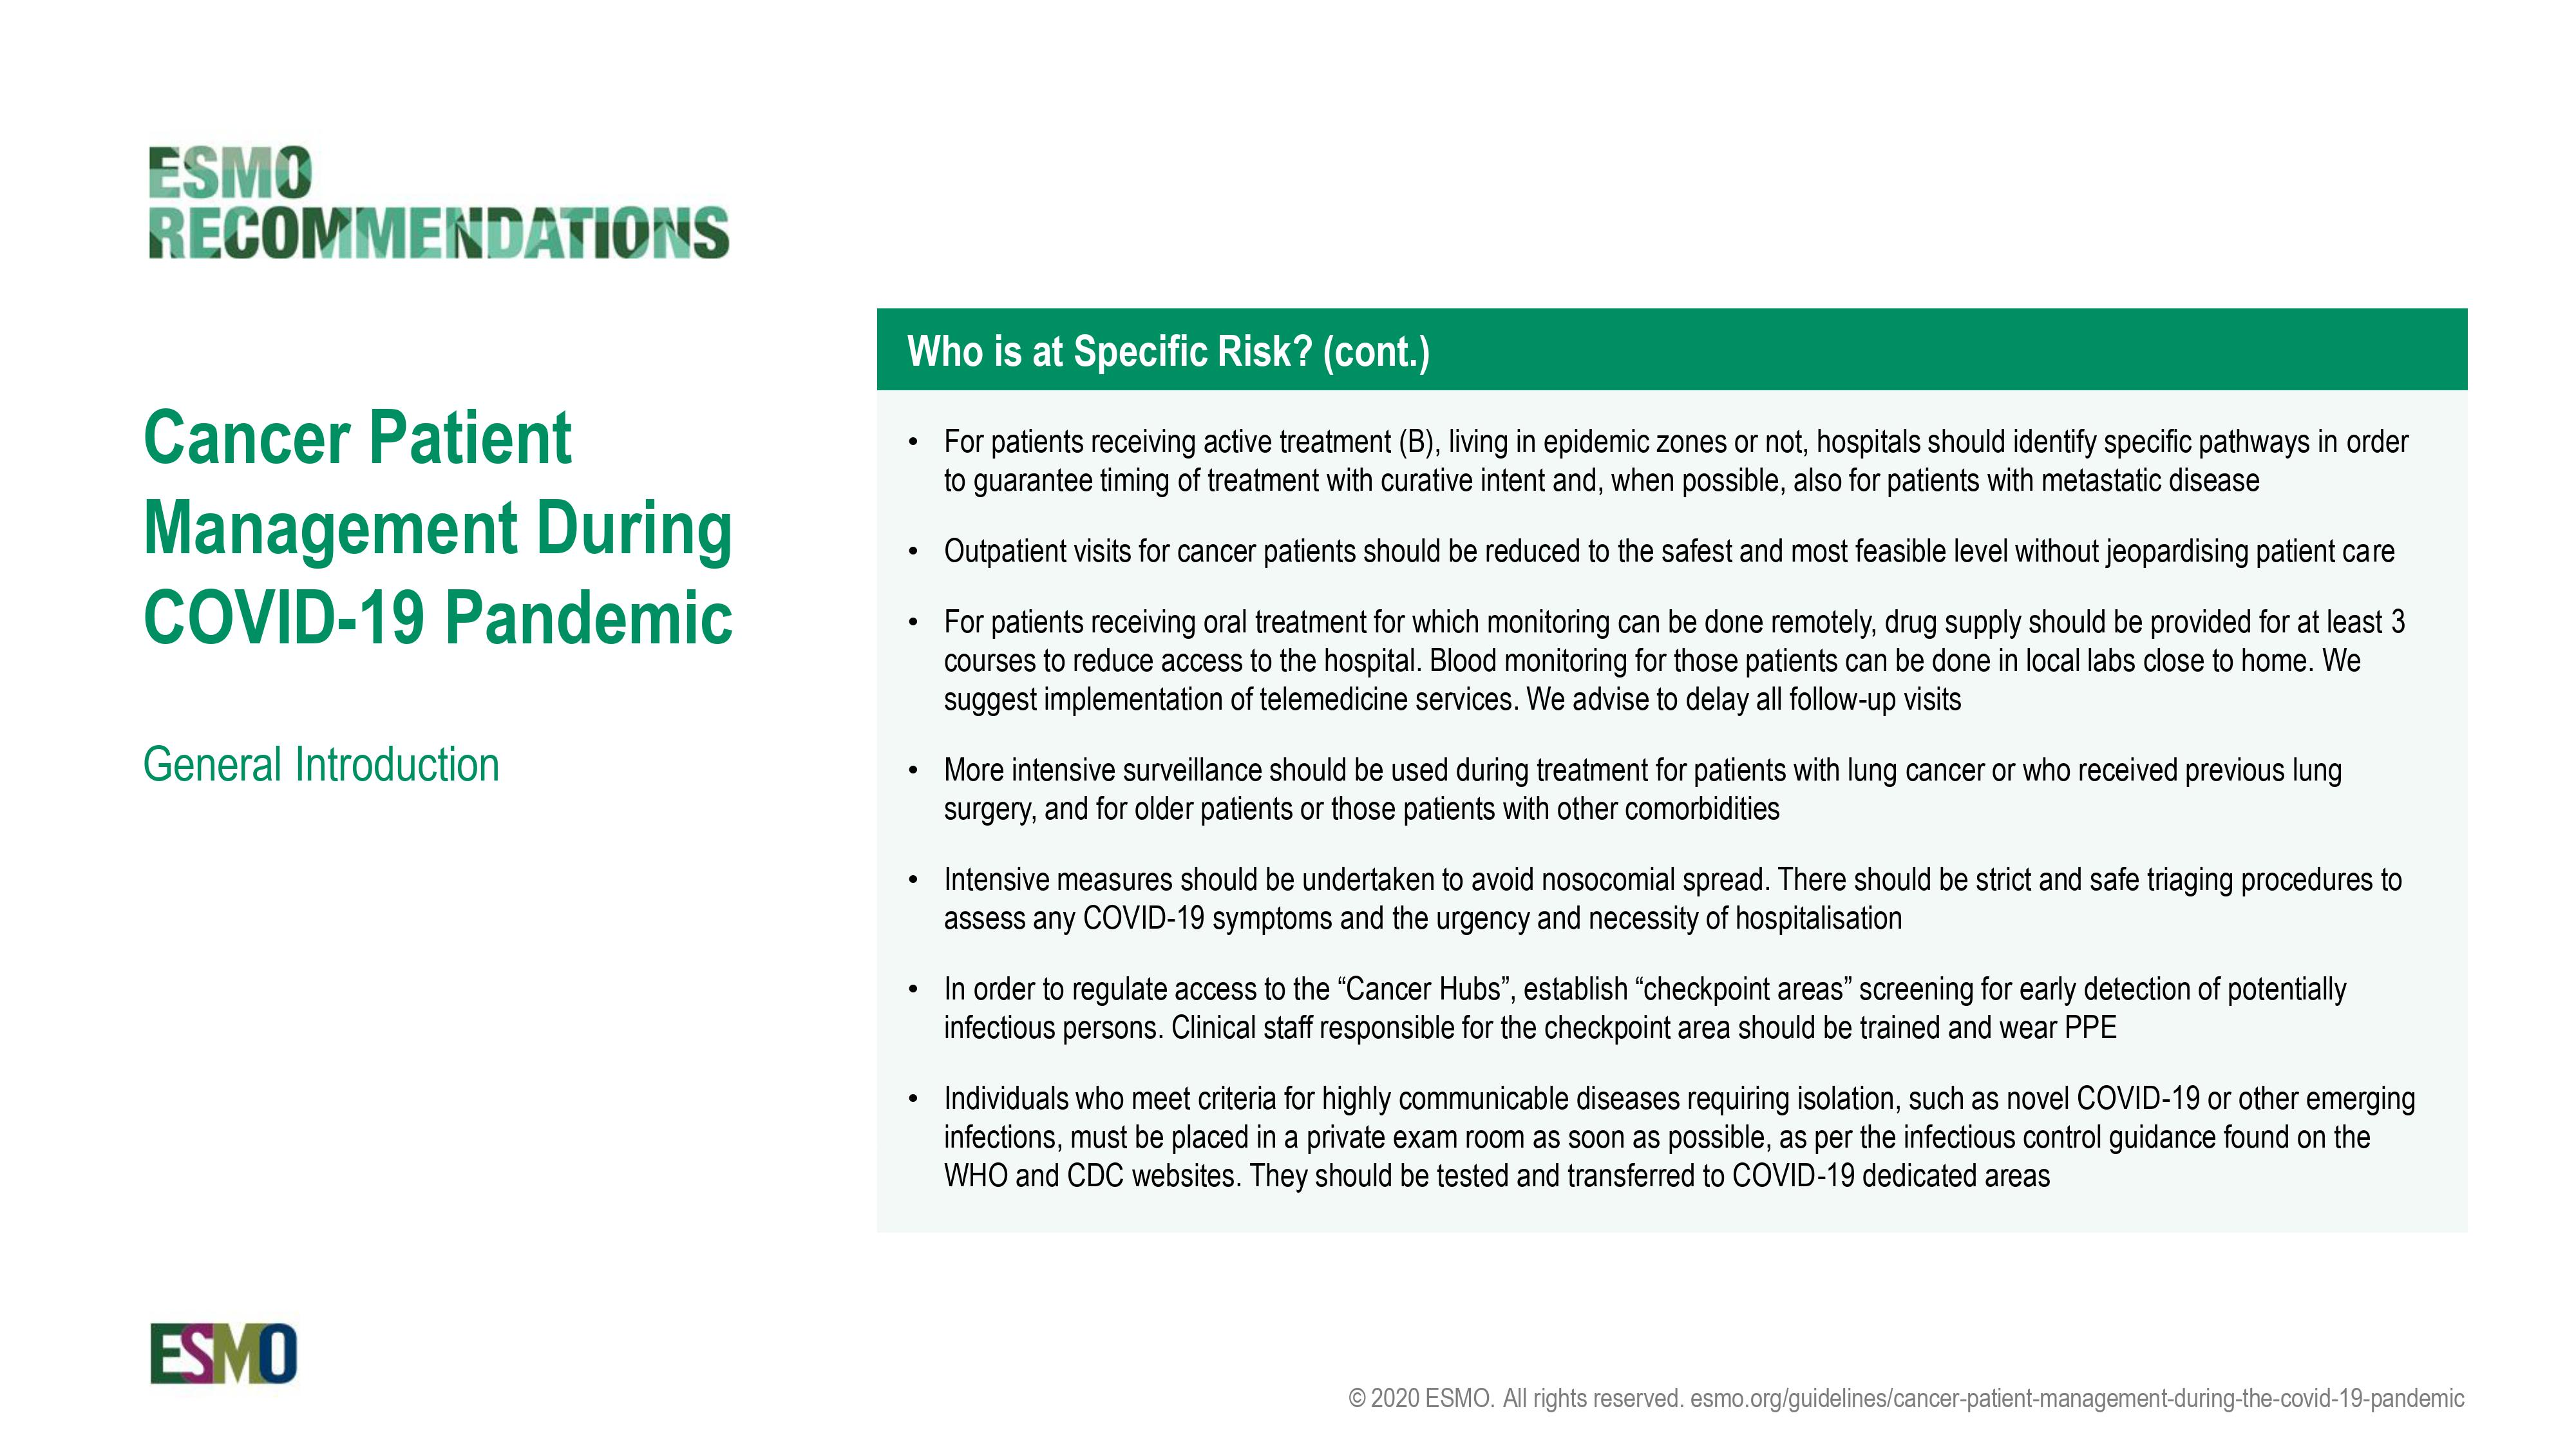 ESMO
RECOMMENDATIONS
Cancer Patient
Management During
COVID-19 Pandemic
General Introduction
Who is at Specific Risk? (cont.)
• For patients receiving active treatment (B), living in epidemic zones or not, hospitals should identify specific pathways in order
to guarantee timing of treatment with curative intent and, when possible, also for patients with metastatic disease
• Outpatient visits for cancer patients should be reduced to the safest and most feasible level without jeopardising patient care
• For patients receiving oral treatment for which monitoring can be done remotely, drug supply should be provided for at least 3
courses to reduce access to the hospital. Blood monitoring for those patients can be done in local labs close to home. We
suggest implementation of telemedicine services. We advise to delay all follow-up visits
• More intensive surveillance should be used during treatment for patients with lung cancer or who received previous lung
surgery, and for older patients or those patients with other comorbidities
• Intensive measures should be undertaken to avoid nosocomial spread. There should be strict and safe triaging procedures to
assess any COVID-19 symptoms and the urgency and necessity of hospitalisation
• In order to regulate access to the “Cancer Hubs”, establish “checkpoint areas” screening for early detection of potentially
infectious persons. Clinical staff responsible for the checkpoint area should be trained and wear PPE
• Individuals who meet criteria for highly communicable diseases requiring isolation, such as novel COVID-19 or other emerging
infections, must be placed in a private exam room as soon as possible, as per the infectious control guidance found on the
WHO and CDC websites. They should be tested and transferred to COVID-19 dedicated areas
ESMO
© 2020 ESMO. All rights reserved. esmo.org/guidelines/cancer-patient-management-during-the-covid-19-pandemic